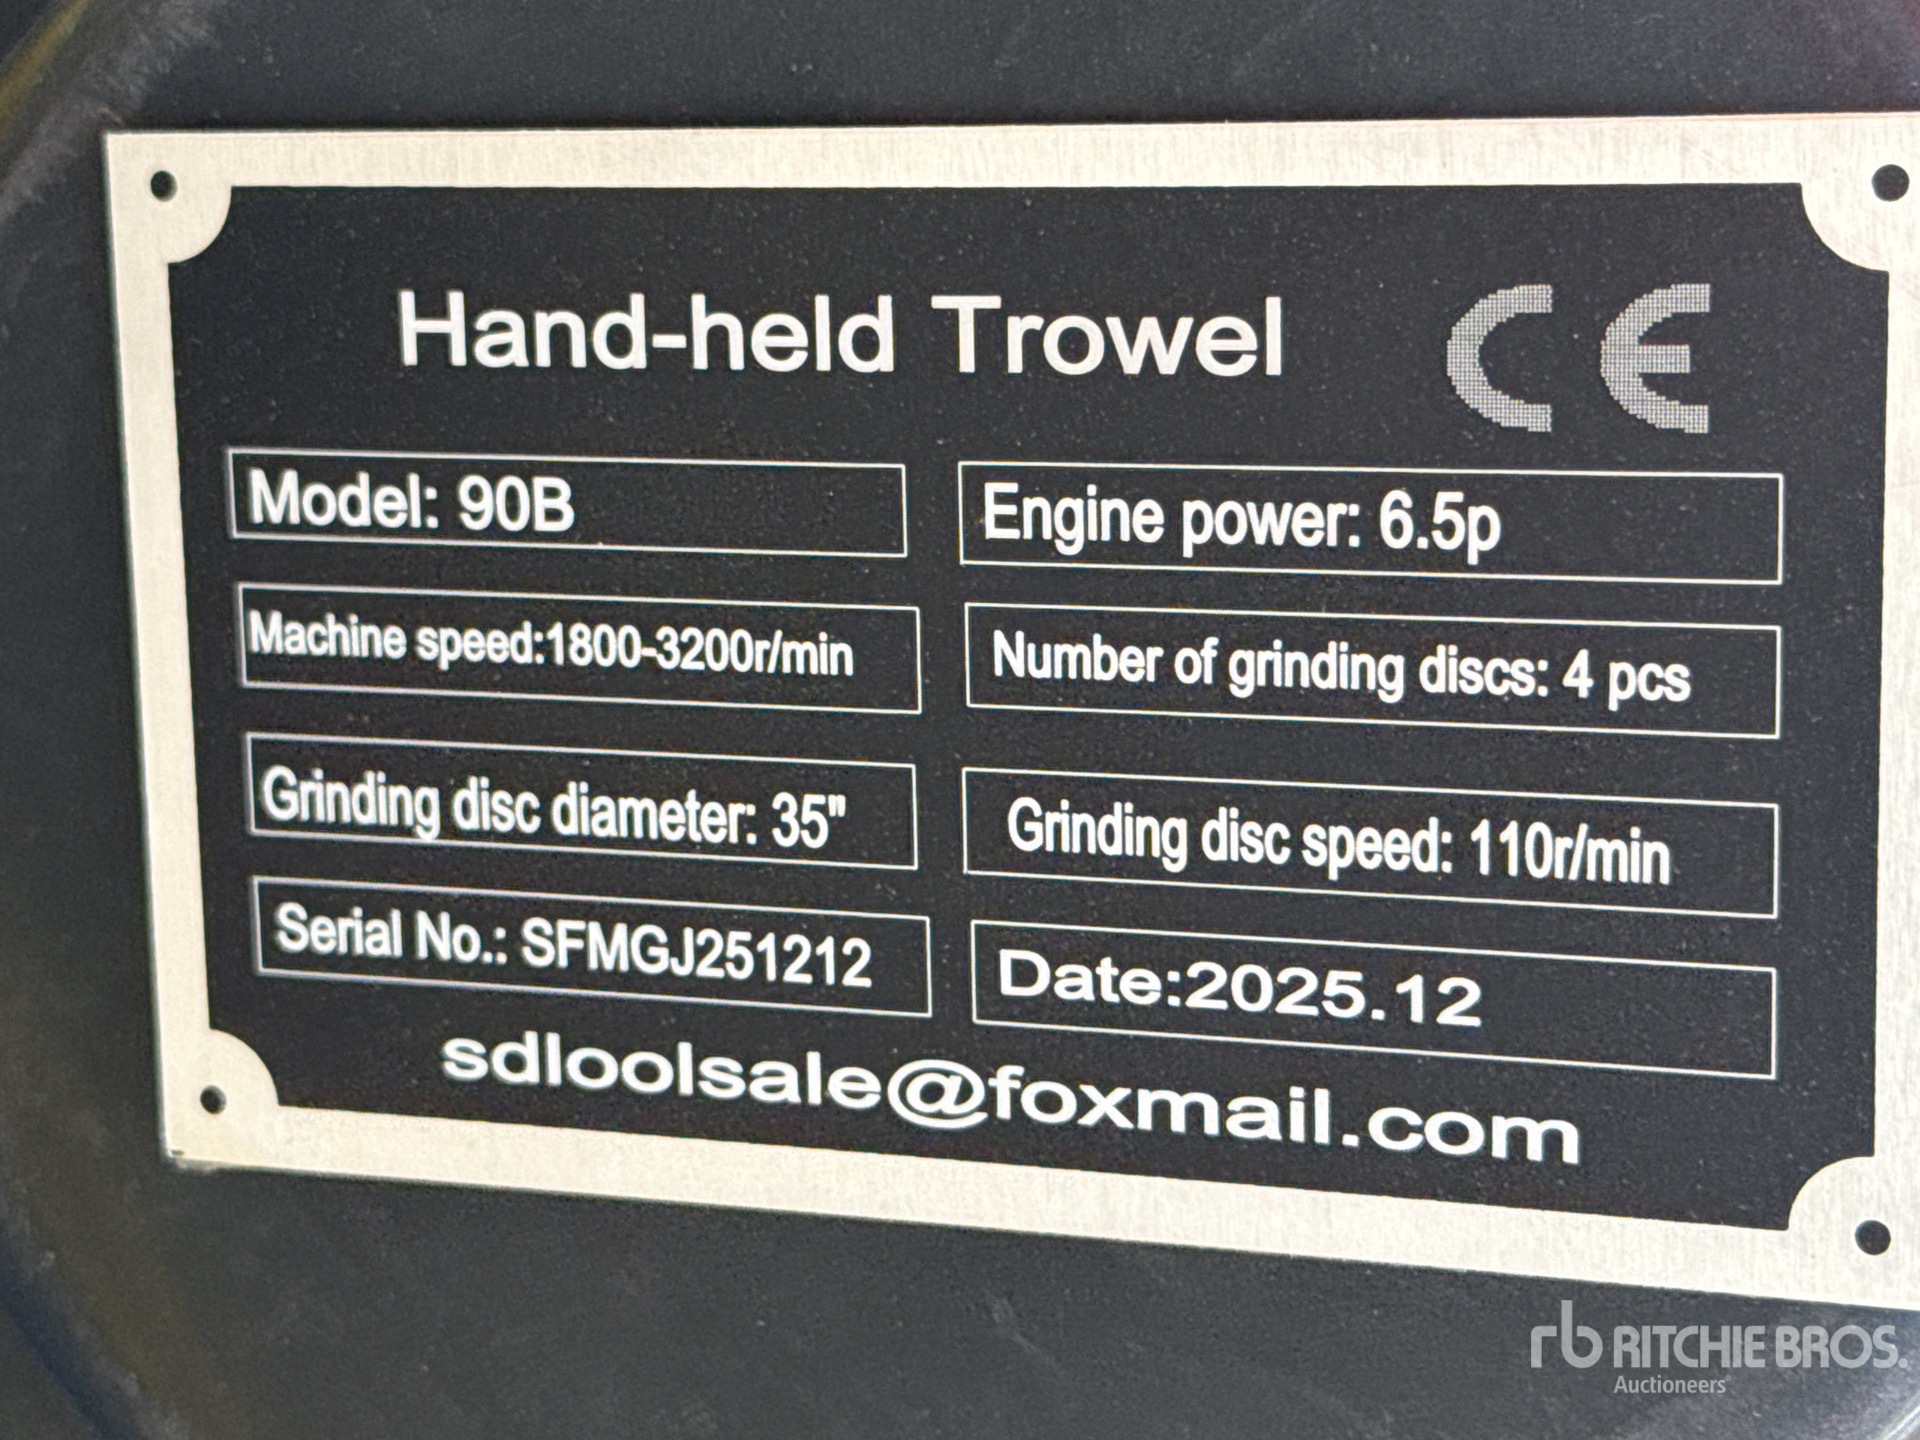 Hand-held Trowel CE
Model: 90B
Engine power: 6.5p
Machine speed:1800-3200r/min
Number of grinding discs: 4 pcs
Grinding disc diameter: 35"
Grinding disc speed: 110r/min
Serial No.: SFMGJ251212
Date:2025.12
sdloolsale@foxmail.com
rb RITCHIE BROS.
Auctioneers